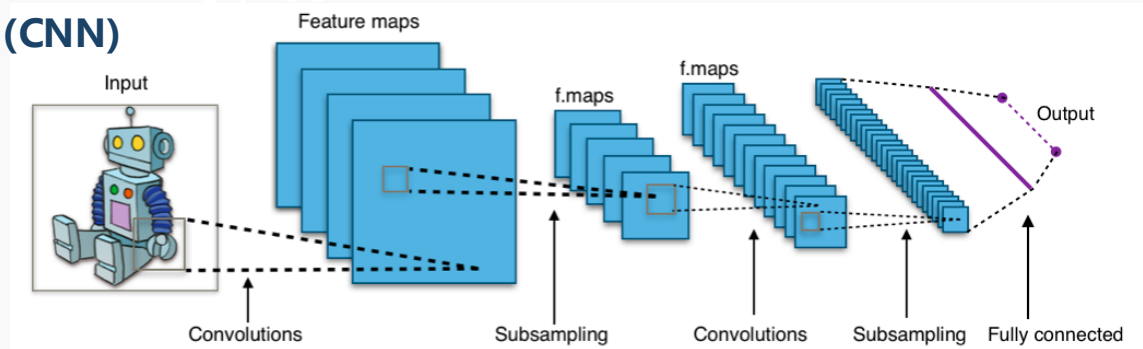 (CNN)
Input
Feature maps
f.maps
f.maps
Output
Convolutions
Subsampling
Convolutions
Subsampling
Fully connected